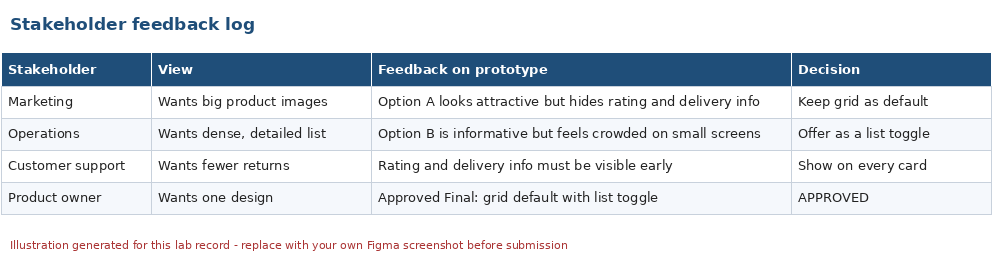 Stakeholder feedback log
Stakeholder View Feedback on prototype Decision
Marketing Wants big product images Option A looks attractive but hides rating and delivery info Keep grid as default
Operations Wants dense, detailed list Option B is informative but feels crowded on small screens Offer as a list toggle
Customer support Wants fewer returns Rating and delivery info must be visible early Show on every card
Product owner Wants one design Approved Final: grid default with list toggle APPROVED
Illustration generated for this lab record - replace with your own Figma screenshot before submission